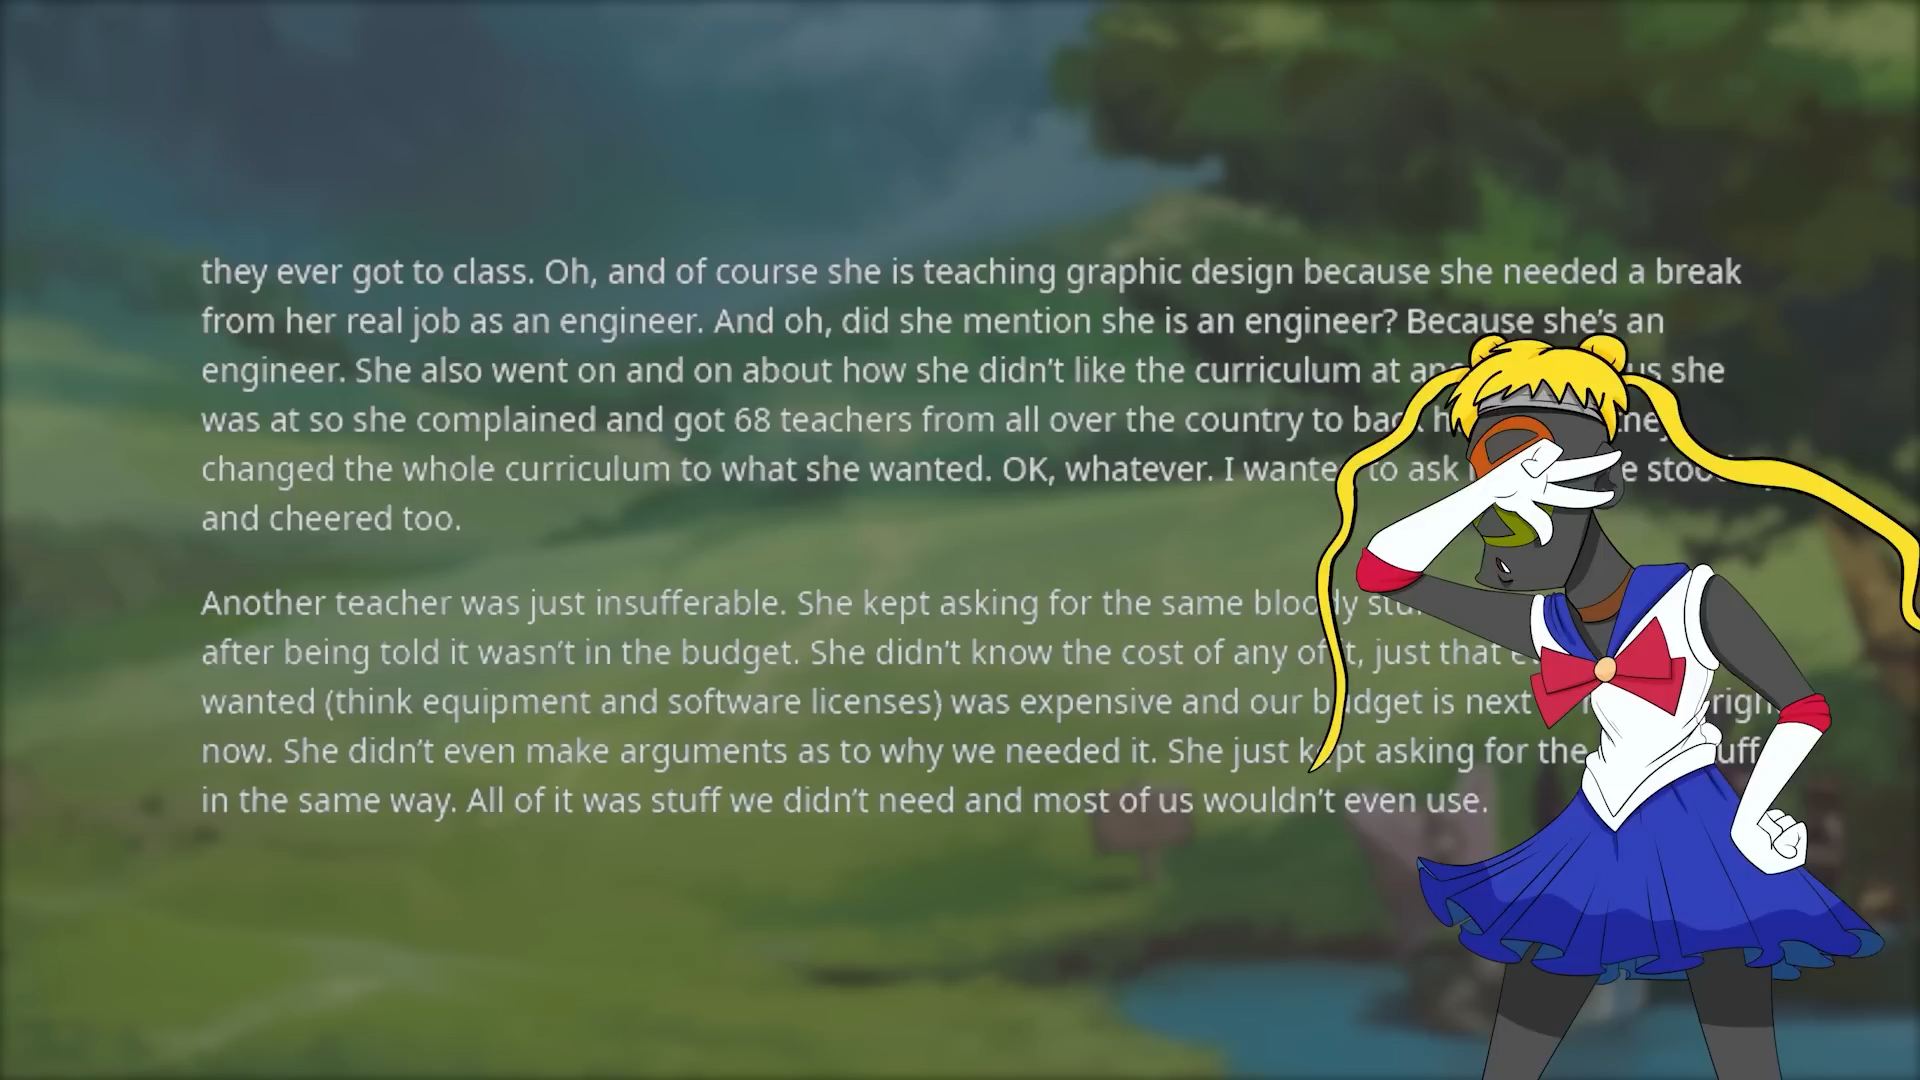 they ever got to class. Oh, and of course she is teaching graphic design because she needed a break
from her real job as an engineer. And oh, did she mention she is an engineer? Because she’s an
engineer. She also went on and on about how she didn’t like the curriculum at she
was at so she complained and got 68 teachers from all over the country to back
changed the whole curriculum to what she wanted. OK, whatever. I wanted to ask
and cheered too.
Another teacher was just insufferable. She kept asking for the same bloody
after being told it wasn’t in the budget. She didn’t know the cost of any of it, just that
wanted (think equipment and software licenses) was expensive and our budget is next
now. She didn’t even make arguments as to why we needed it. She just kept asking for the
in the same way. All of it was stuff we didn’t need and most of us wouldn’t even use.